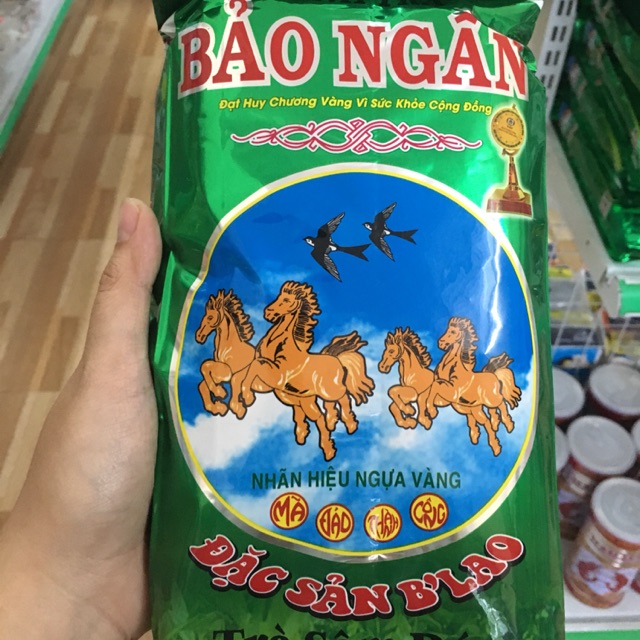 BẢO NGÂN
Đạt Huy Chương Vàng Vì Sức Khỏe Cộng Đồng
NHÃN HIỆU NGỰA VÀNG
MÃ ĐÁO THÀNH CÔNG
ĐẶC SẢN B'LAO
Trà